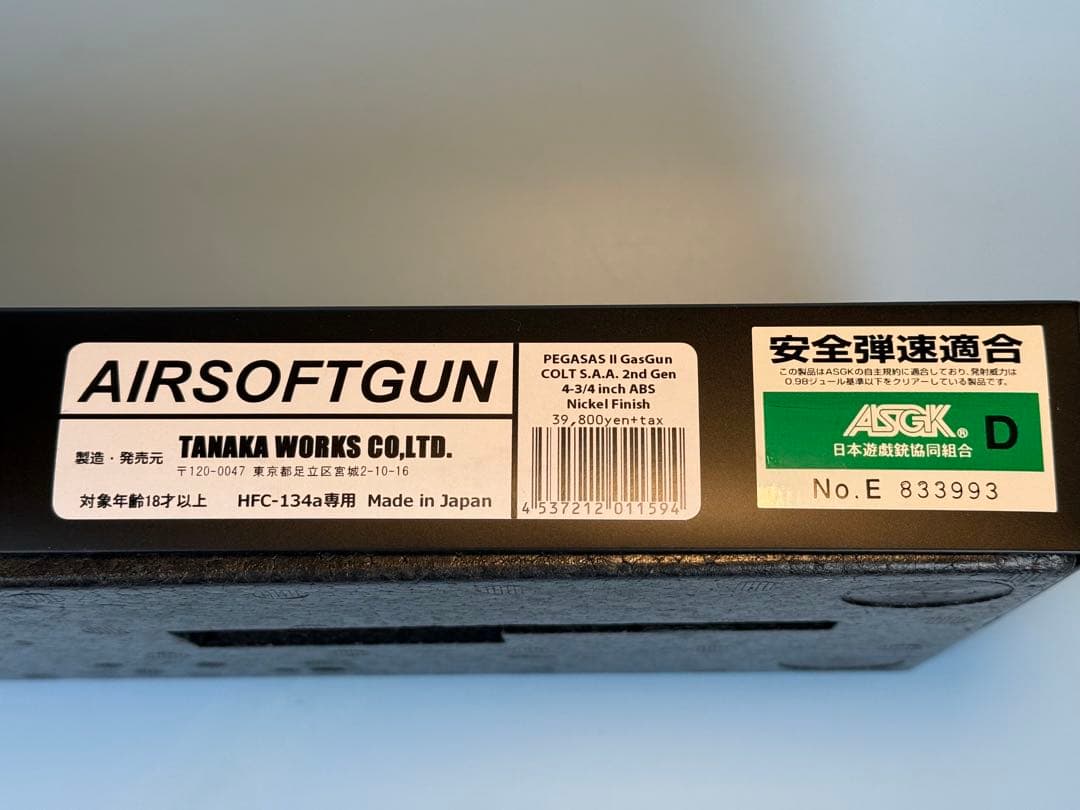 AIRSOFTGUN
製造・発売元 TANAKA WORKS CO,LTD.
〒120-0047 東京都足立区宮城2-10-16
対象年齢18才以上 HFC-134a専用 Made in Japan
PEGASAS II GasGun
COLT S.A.A. 2nd Gen
4-3/4 inch ABS
Nickel Finish
39,800yen+tax
4 537212 011594
安全弾速適合
この製品はASGKの自主規約に適合しており、発射威力は
0.98ジュール基準以下をクリアーしている製品です。
ASGK® D
日本遊戯銃協同組合
No.E 833993